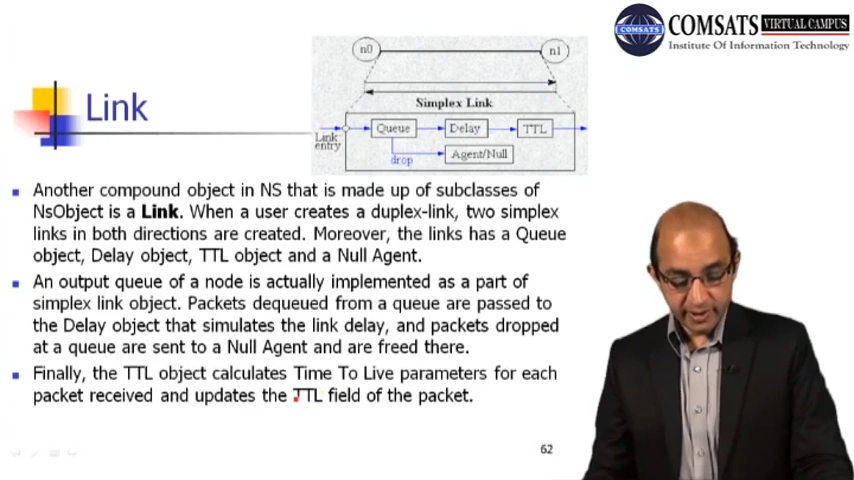 COMSATS VIRTUAL CAMPUS
COMSATS
Institute Of Information Technology
n0
n1
Simplex Link
Link
entry
Queue
Delay
TTL
drop
Agent/Null
Link
Another compound object in NS that is made up of subclasses of
NsObject is a Link. When a user creates a duplex-link, two simplex
links in both directions are created. Moreover, the links has a Queue
object, Delay object, TTL object and a Null Agent.
An output queue of a node is actually implemented as a part of
simplex link object. Packets dequeued from a queue are passed to
the Delay object that simulates the link delay, and packets dropped
at a queue are sent to a Null Agent and are freed there.
Finally, the TTL object calculates Time To Live parameters for each
packet received and updates the TTL field of the packet.
62